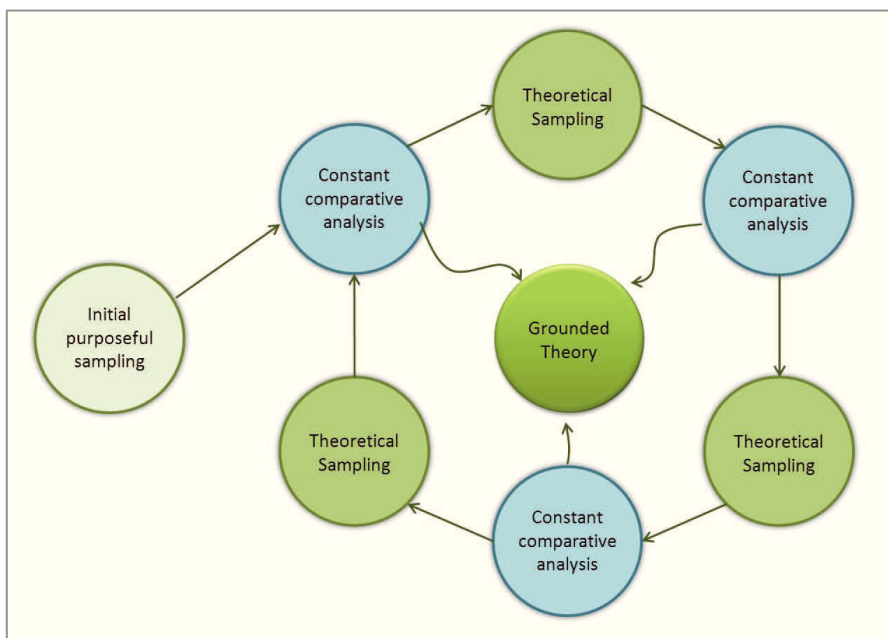 Theoretical
Sampling
Constant
comparative
analysis
Constant
comparative
analysis
Initial
purposeful
sampling
Grounded
Theory
Theoretical
Sampling
Theoretical
Sampling
Constant
comparative
analysis